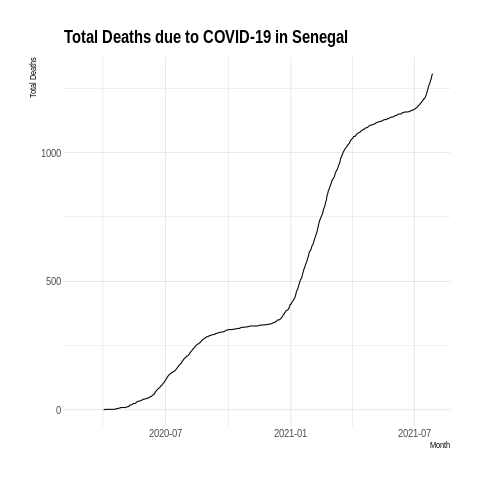 Total Deaths due to COVID-19 in Senegal
Total Deaths
1000
500
0
2020-07
2021-01
2021-07
Month